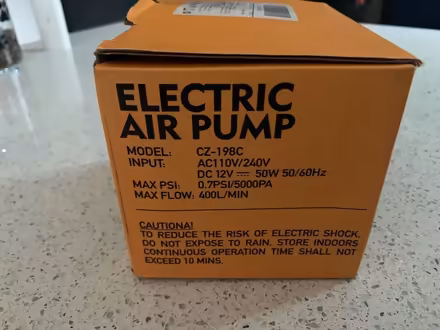 ELECTRIC
AIR PUMP
MODEL: CZ-198C
INPUT: AC110V/240V
DC 12V ⎓ 50W 50/60Hz
MAX PSI: 0.7PSI/5000PA
MAX FLOW: 400L/MIN
CAUTIONA!
TO REDUCE THE RISK OF ELECTRIC SHOCK,
DO NOT EXPOSE TO RAIN, STORE INDOORS
CONTINUOUS OPERATION TIME SHALL NOT
EXCEED 10 MINS.